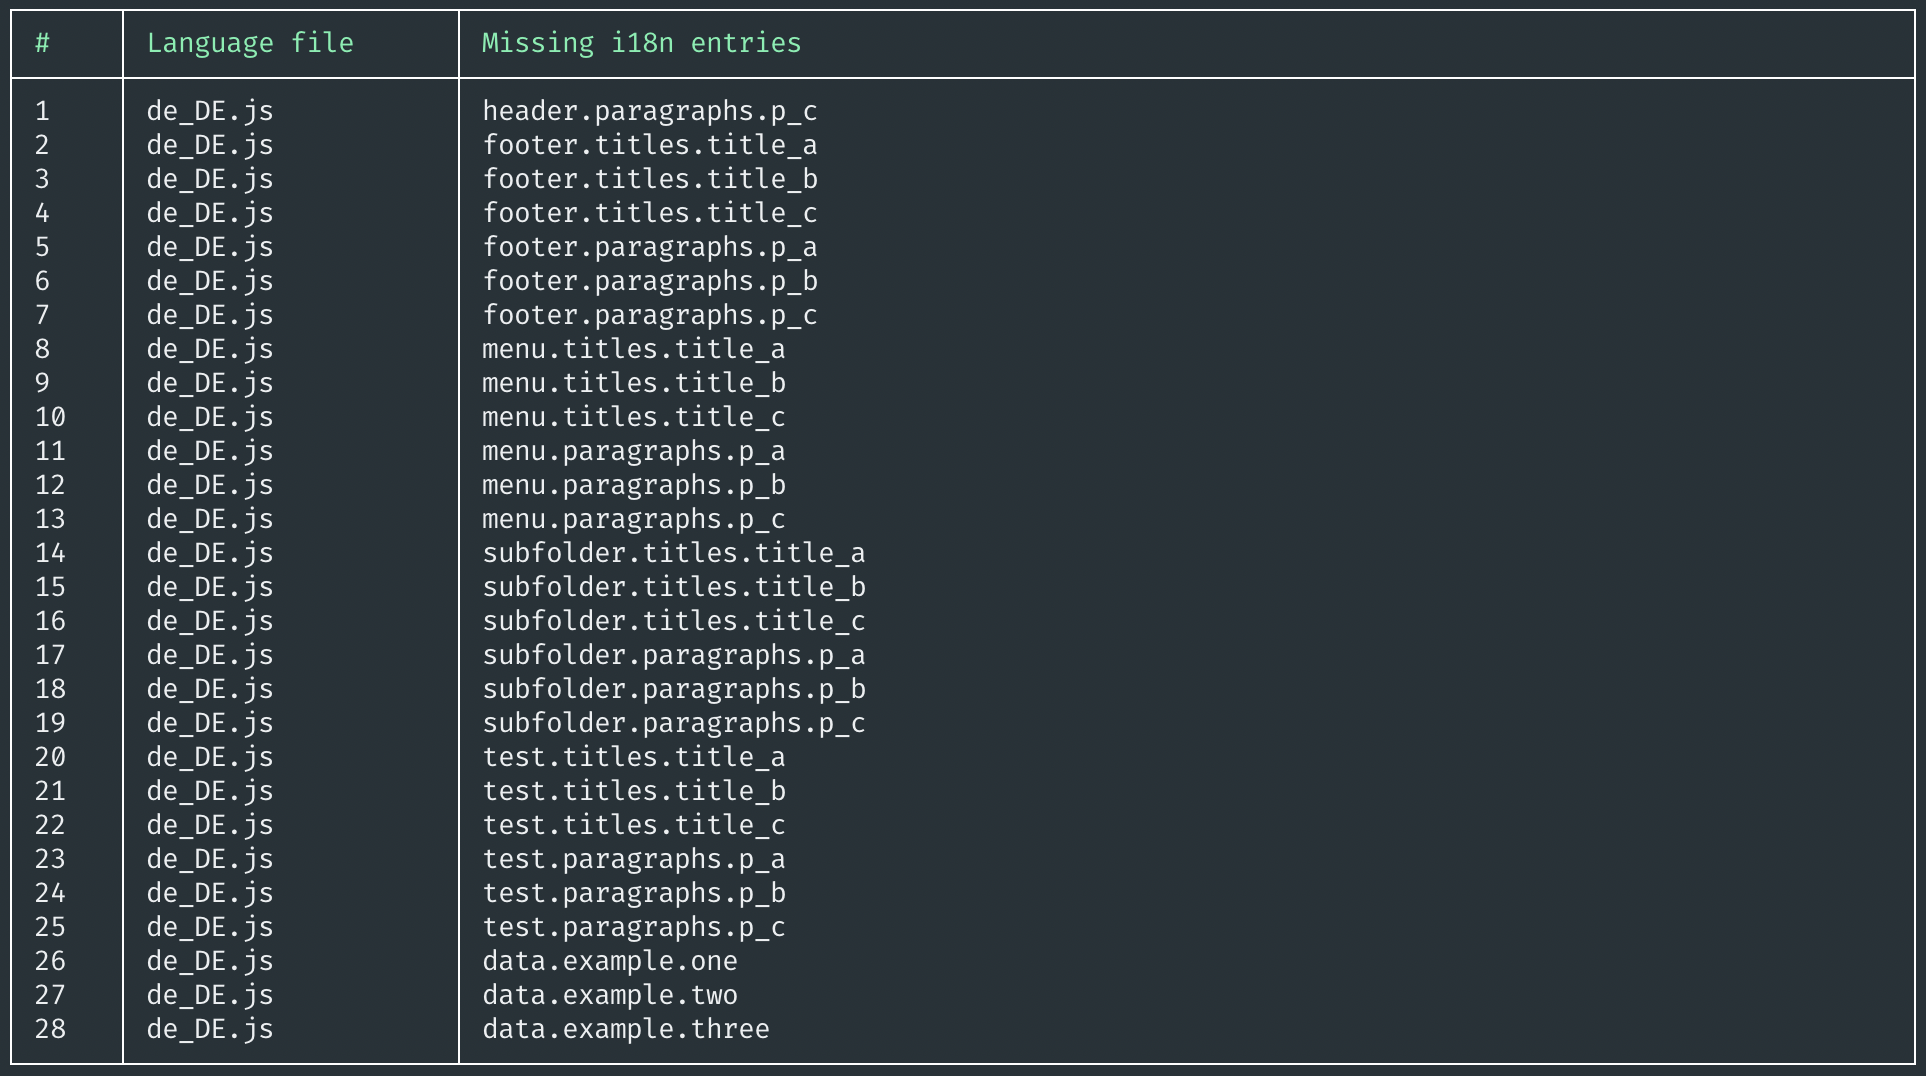 # Language file Missing i18n entries
1 de_DE.js header.paragraphs.p_c
2 de_DE.js footer.titles.title_a
3 de_DE.js footer.titles.title_b
4 de_DE.js footer.titles.title_c
5 de_DE.js footer.paragraphs.p_a
6 de_DE.js footer.paragraphs.p_b
7 de_DE.js footer.paragraphs.p_c
8 de_DE.js menu.titles.title_a
9 de_DE.js menu.titles.title_b
10 de_DE.js menu.titles.title_c
11 de_DE.js menu.paragraphs.p_a
12 de_DE.js menu.paragraphs.p_b
13 de_DE.js menu.paragraphs.p_c
14 de_DE.js subfolder.titles.title_a
15 de_DE.js subfolder.titles.title_b
16 de_DE.js subfolder.titles.title_c
17 de_DE.js subfolder.paragraphs.p_a
18 de_DE.js subfolder.paragraphs.p_b
19 de_DE.js subfolder.paragraphs.p_c
20 de_DE.js test.titles.title_a
21 de_DE.js test.titles.title_b
22 de_DE.js test.titles.title_c
23 de_DE.js test.paragraphs.p_a
24 de_DE.js test.paragraphs.p_b
25 de_DE.js test.paragraphs.p_c
26 de_DE.js data.example.one
27 de_DE.js data.example.two
28 de_DE.js data.example.three